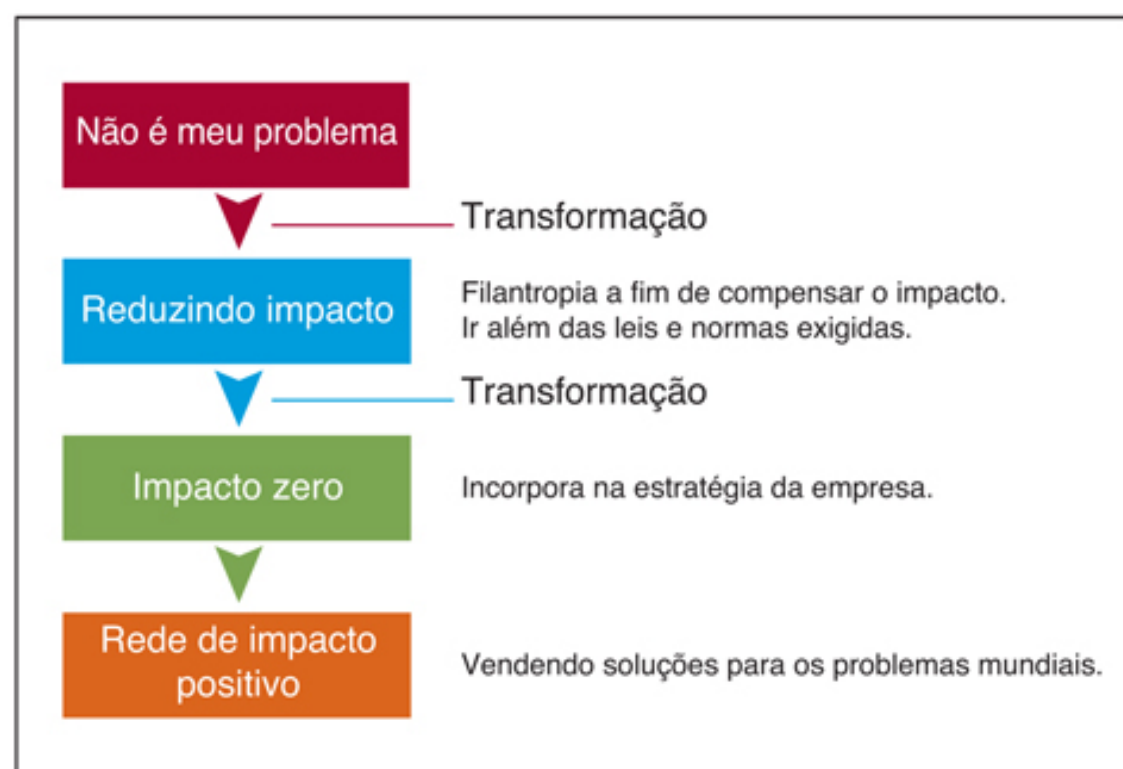 Não é meu problema
Transformação
Reduzindo impacto
Filantropia a fim de compensar o impacto.
Ir além das leis e normas exigidas.
Transformação
Impacto zero
Incorpora na estratégia da empresa.
Rede de impacto
positivo
Vendendo soluções para os problemas mundiais.